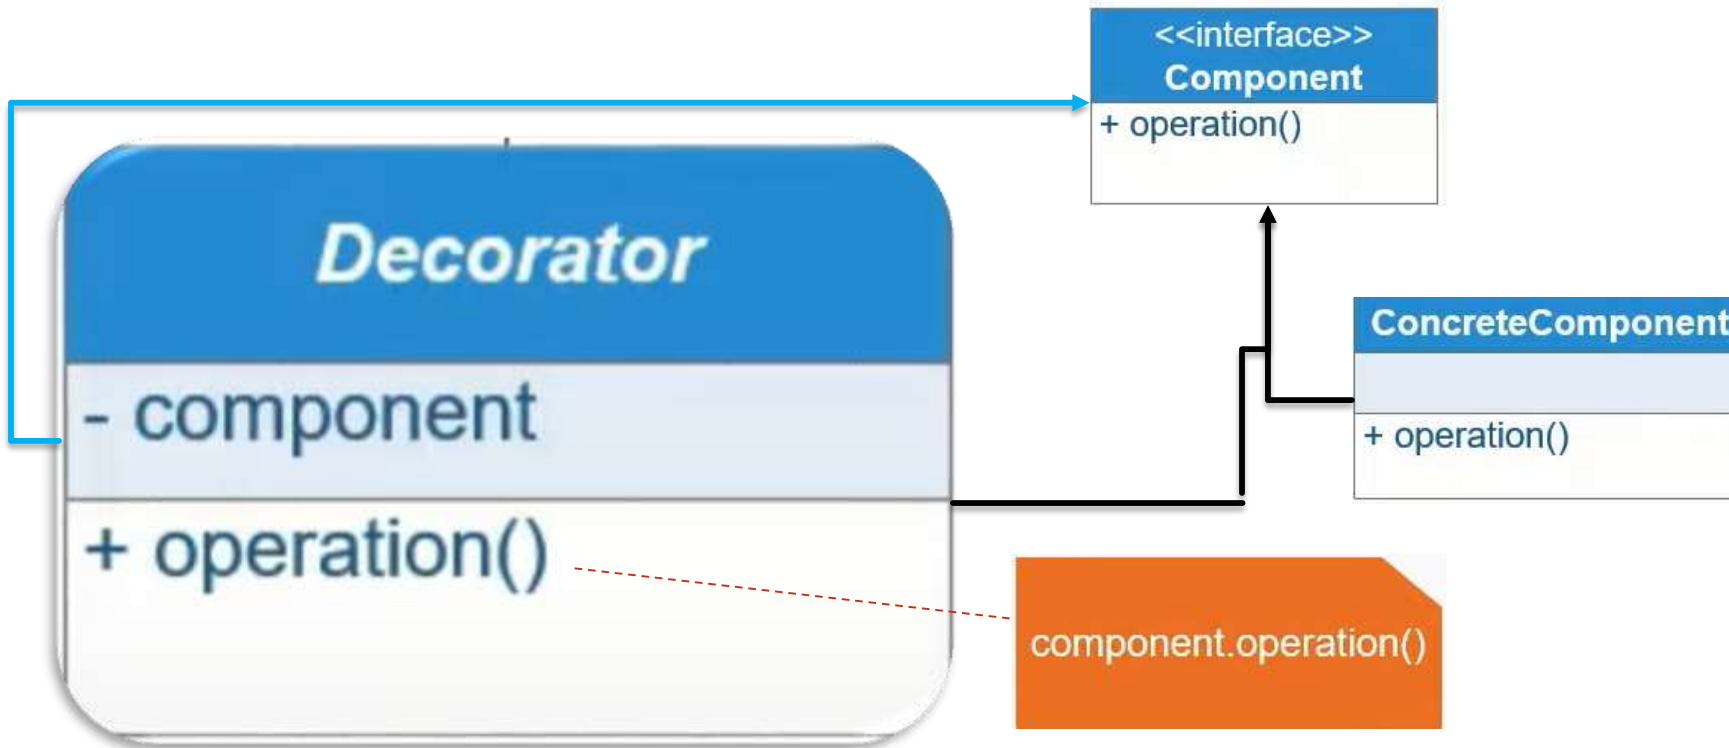 <<interface>>
Component
+ operation()
Decorator
- component
+ operation()
ConcreteComponent
+ operation()
component.operation()